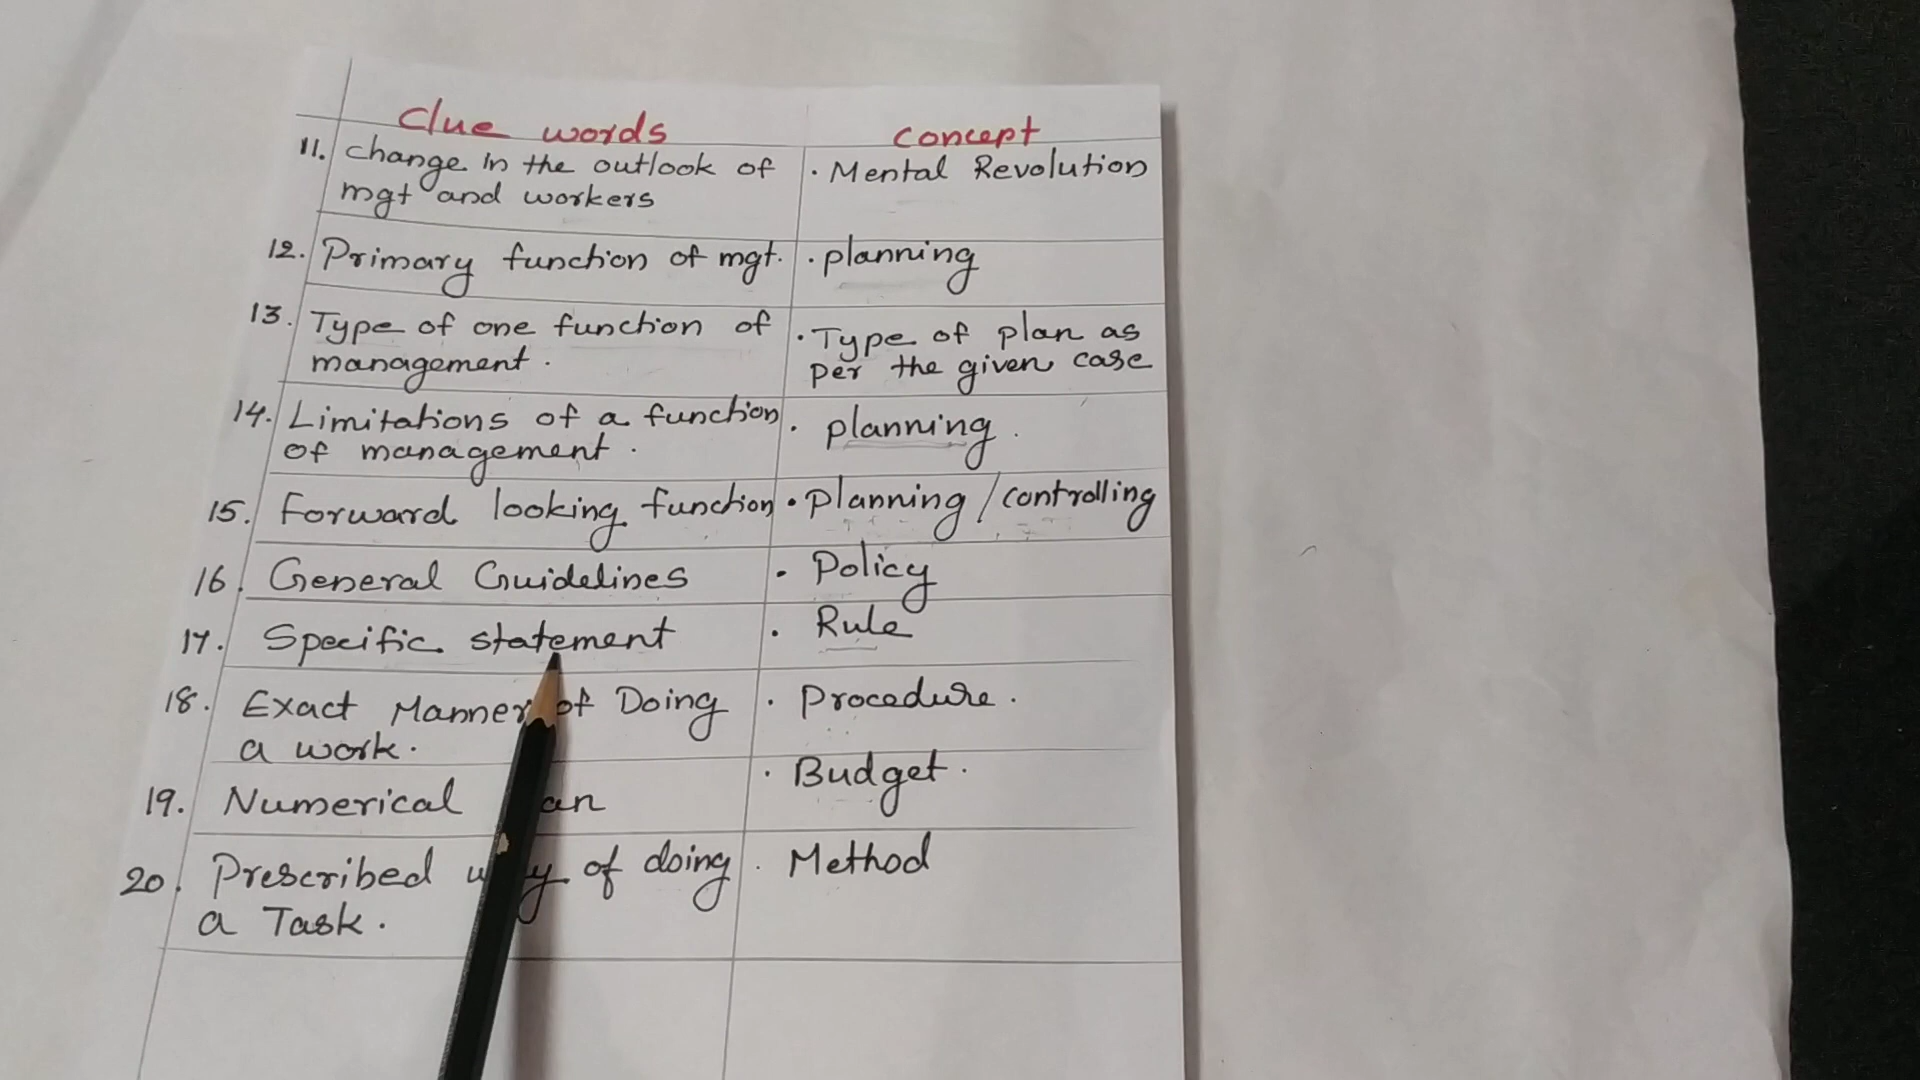 Clue words concept
11. change in the outlook of · Mental Revolution
mgt and workers
12. Primary function of mgt. · planning
13. Type of one function of · Type of plan as
management. per the given case
14. Limitations of a function · planning.
of management.
15. Forward looking function · Planning / controlling
16. General Guidelines · Policy
17. Specific statement · Rule
18. Exact Manner of Doing · Procedure.
a work.
19. Numerical · Budget.
20. Prescribed of doing · Method
a Task.